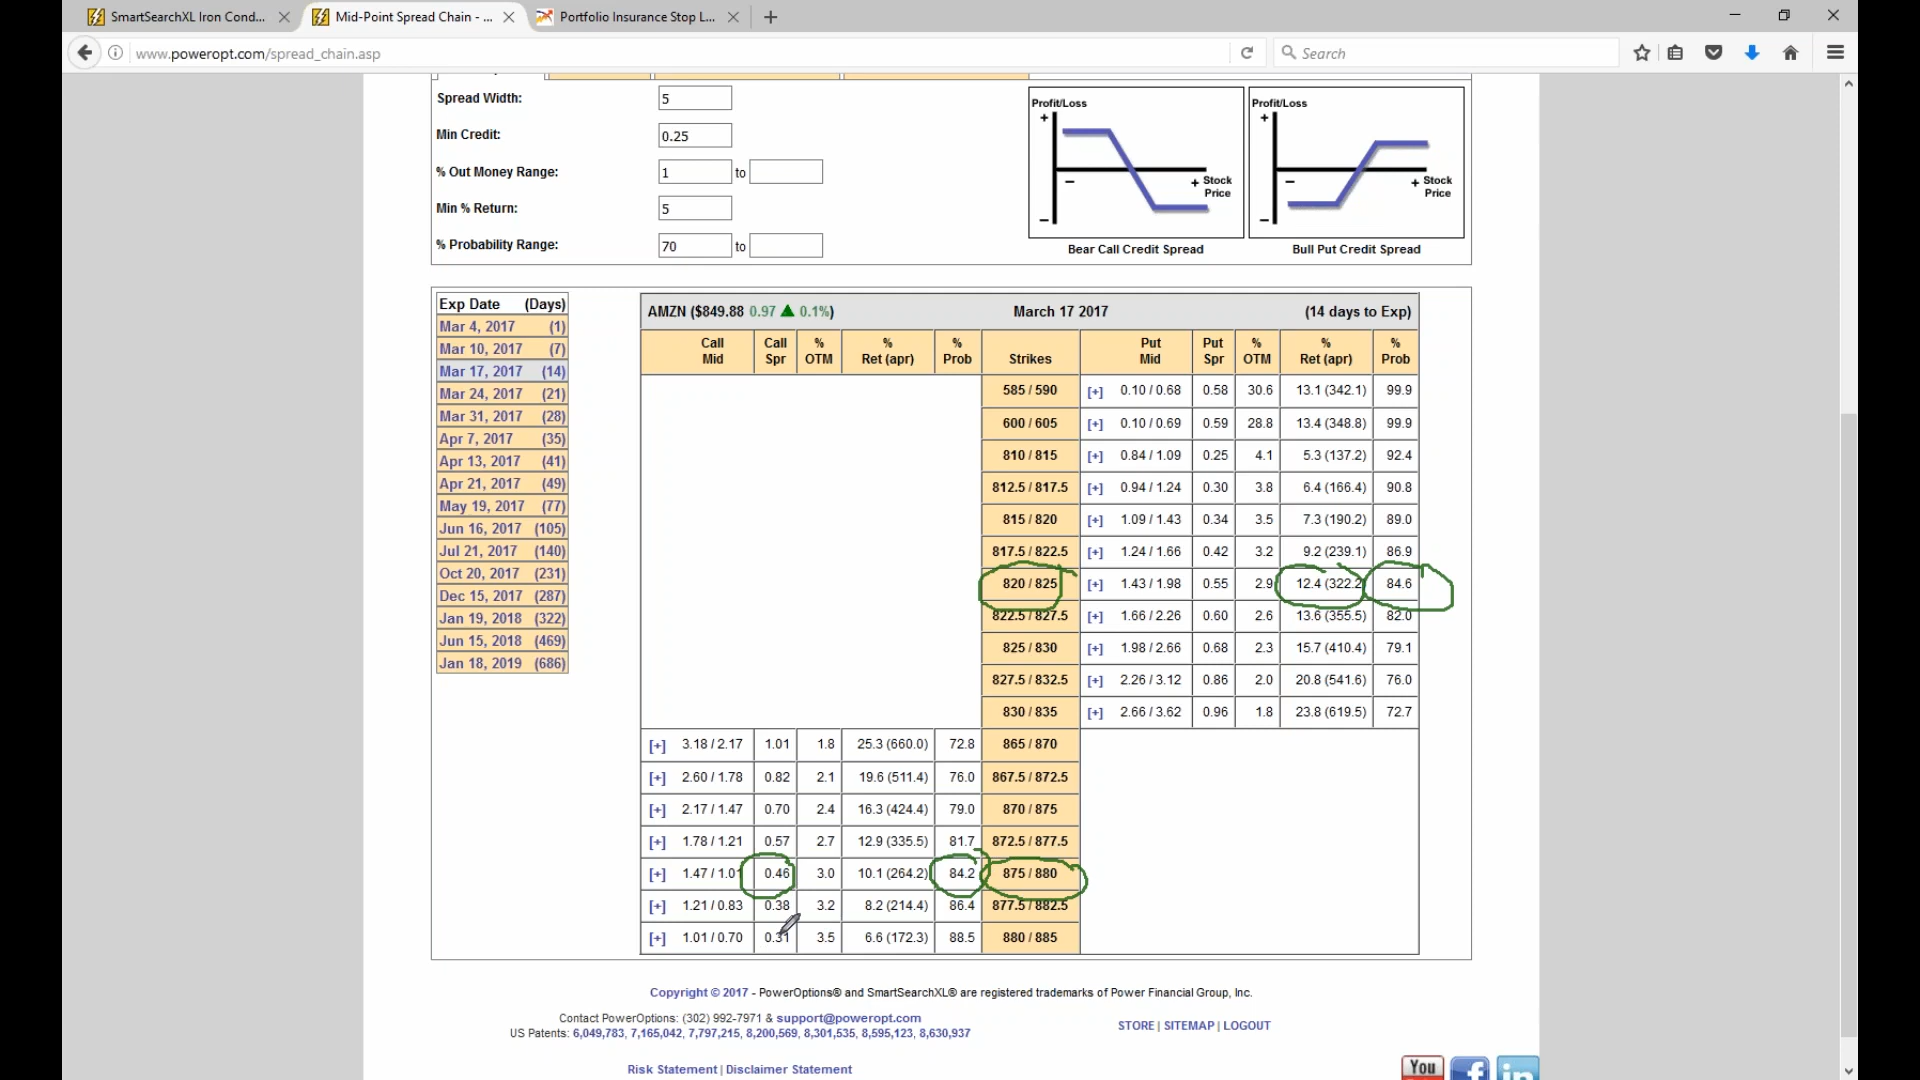 SmartSearchXL Iron Cond...
Mid-Point Spread Chain - ...
Portfolio Insurance Stop L...
www.poweropt.com/spread_chain.asp
Search
Spread Width: 5
Min Credit: 0.25
% Out Money Range: 1 to
Min % Return: 5
% Probability Range: 70 to
Profit/Loss
+
−
− + Stock Price
Bear Call Credit Spread
Profit/Loss
+
−
− + Stock Price
Bull Put Credit Spread
Exp Date (Days)
Mar 4, 2017 (1)
Mar 10, 2017 (7)
Mar 17, 2017 (14)
Mar 24, 2017 (21)
Mar 31, 2017 (28)
Apr 7, 2017 (35)
Apr 13, 2017 (41)
Apr 21, 2017 (49)
May 19, 2017 (77)
Jun 16, 2017 (105)
Jul 21, 2017 (140)
Oct 20, 2017 (231)
Dec 15, 2017 (287)
Jan 19, 2018 (322)
Jun 15, 2018 (469)
Jan 18, 2019 (686)
AMZN ($849.88 0.97 ▲ 0.1%) March 17 2017 (14 days to Exp)
Call Mid Call Spr % OTM % Ret (apr) % Prob Strikes Put Mid Put Spr % OTM % Ret (apr) % Prob
585 / 590 [+] 0.10 / 0.68 0.58 30.6 13.1 (342.1) 99.9
600 / 605 [+] 0.10 / 0.69 0.59 28.8 13.4 (348.8) 99.9
810 / 815 [+] 0.84 / 1.09 0.25 4.1 5.3 (137.2) 92.4
812.5 / 817.5 [+] 0.94 / 1.24 0.30 3.8 6.4 (166.4) 90.8
815 / 820 [+] 1.09 / 1.43 0.34 3.5 7.3 (190.2) 89.0
817.5 / 822.5 [+] 1.24 / 1.66 0.42 3.2 9.2 (239.1) 86.9
820 / 825 [+] 1.43 / 1.98 0.55 2.9 12.4 (322.2) 84.6
822.5 / 827.5 [+] 1.66 / 2.26 0.60 2.6 13.6 (355.5) 82.0
825 / 830 [+] 1.98 / 2.66 0.68 2.3 15.7 (410.4) 79.1
827.5 / 832.5 [+] 2.26 / 3.12 0.86 2.0 20.8 (541.6) 76.0
830 / 835 [+] 2.66 / 3.62 0.96 1.8 23.8 (619.5) 72.7
[+] 3.18 / 2.17 1.01 1.8 25.3 (660.0) 72.8 865 / 870
[+] 2.60 / 1.78 0.82 2.1 19.6 (511.4) 76.0 867.5 / 872.5
[+] 2.17 / 1.47 0.70 2.4 16.3 (424.4) 79.0 870 / 875
[+] 1.78 / 1.21 0.57 2.7 12.9 (335.5) 81.7 872.5 / 877.5
[+] 1.47 / 1.01 0.46 3.0 10.1 (264.2) 84.2 875 / 880
[+] 1.21 / 0.83 0.38 3.2 8.2 (214.4) 86.4 877.5 / 882.5
[+] 1.01 / 0.70 0.31 3.5 6.6 (172.3) 88.5 880 / 885
Copyright © 2017 - PowerOptions® and SmartSearchXL® are registered trademarks of Power Financial Group, Inc.
Contact PowerOptions: (302) 992-7971 & support@poweropt.com
US Patents: 6,049,783, 7,165,042, 7,797,215, 8,200,569, 8,301,535, 8,595,123, 8,630,937
STORE | SITEMAP | LOGOUT
Risk Statement | Disclaimer Statement
You
f
in